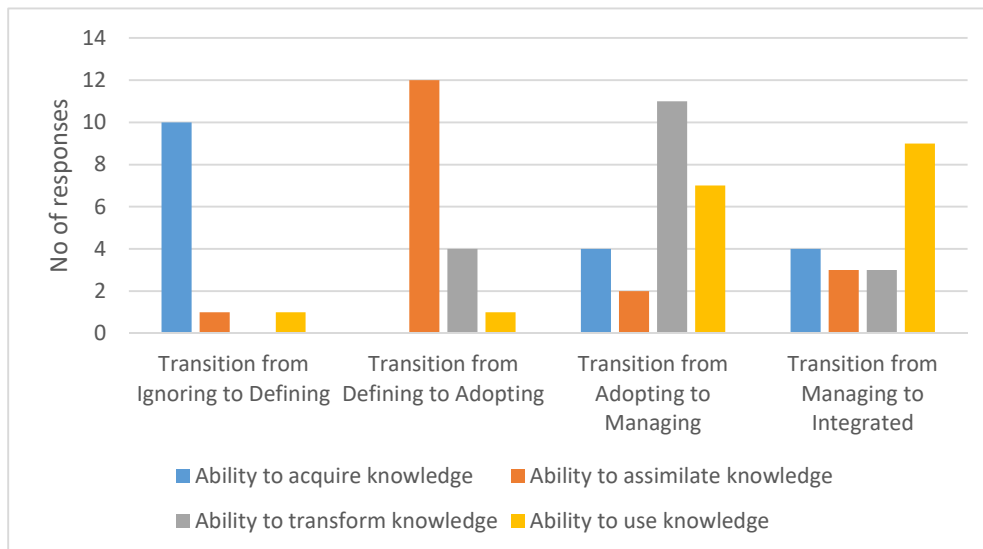 14
12
10
8
6
4
2
0
No of responses
Transition from
Ignoring to Defining
Transition from
Defining to Adopting
Transition from
Adopting to
Managing
Transition from
Managing to
Integrated
Ability to acquire knowledge
Ability to assimilate knowledge
Ability to transform knowledge
Ability to use knowledge